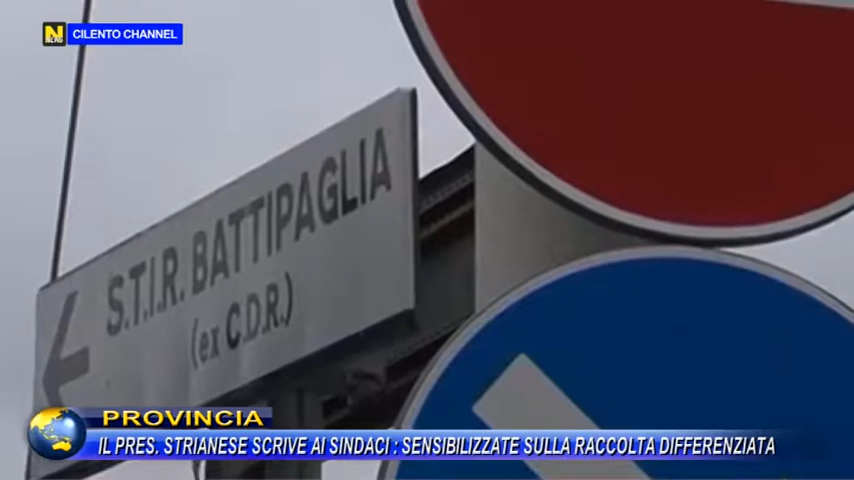 N
CILENTO CHANNEL
S.T.I.R. BATTIPAGLIA
(ex C.D.R.)
PROVINCIA
IL PRES. STRIANESE SCRIVE AI SINDACI : SENSIBILIZZATE SULLA RACCOLTA DIFFERENZIATA